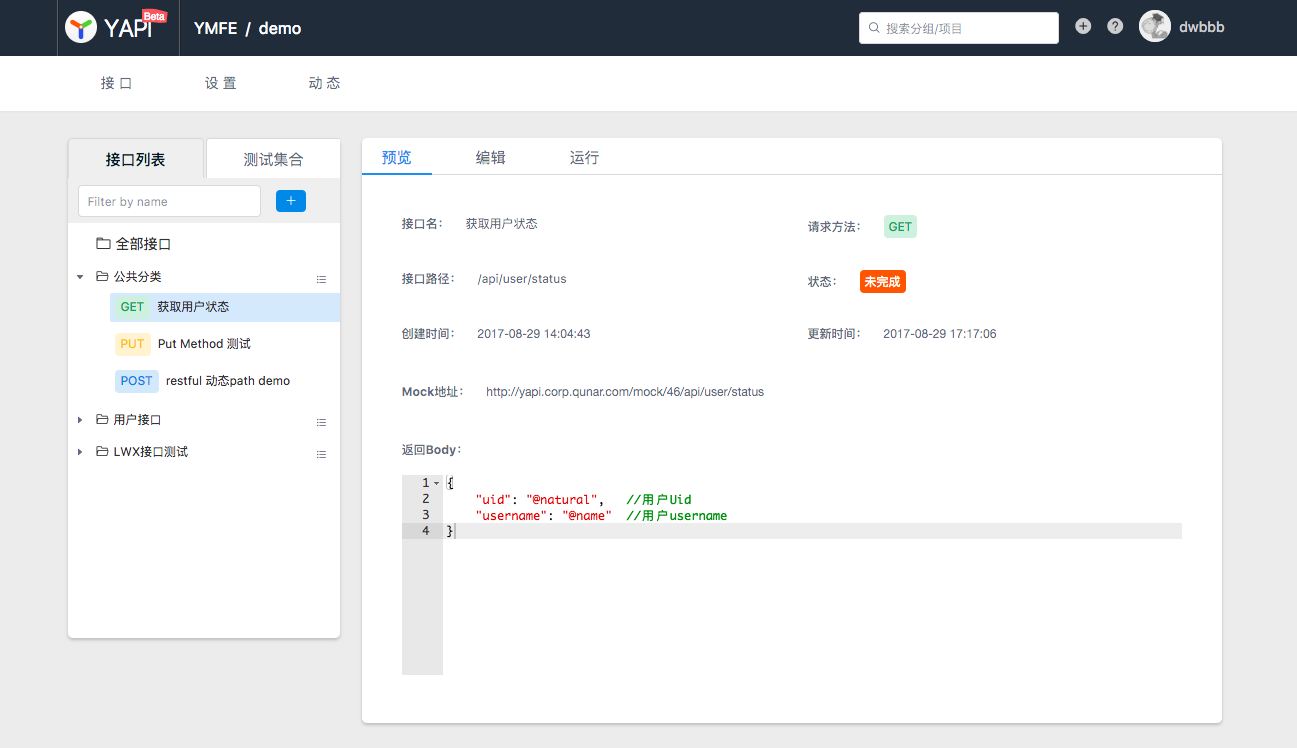 YAPI Beta YMFE / demo 搜索分组/项目 dwbbb
接口 设置 动态
接口列表 测试集合
Filter by name
全部接口
公共分类
GET 获取用户状态
PUT Put Method 测试
POST restful 动态path demo
用户接口
LWX接口测试
预览 编辑 运行
接口名： 获取用户状态 请求方法： GET
接口路径： /api/user/status 状态： 未完成
创建时间： 2017-08-29 14:04:43 更新时间： 2017-08-29 17:17:06
Mock地址： http://yapi.corp.qunar.com/mock/46/api/user/status
返回Body：
1 {
2 "uid": "@natural", //用户Uid
3 "username": "@name" //用户username
4 }